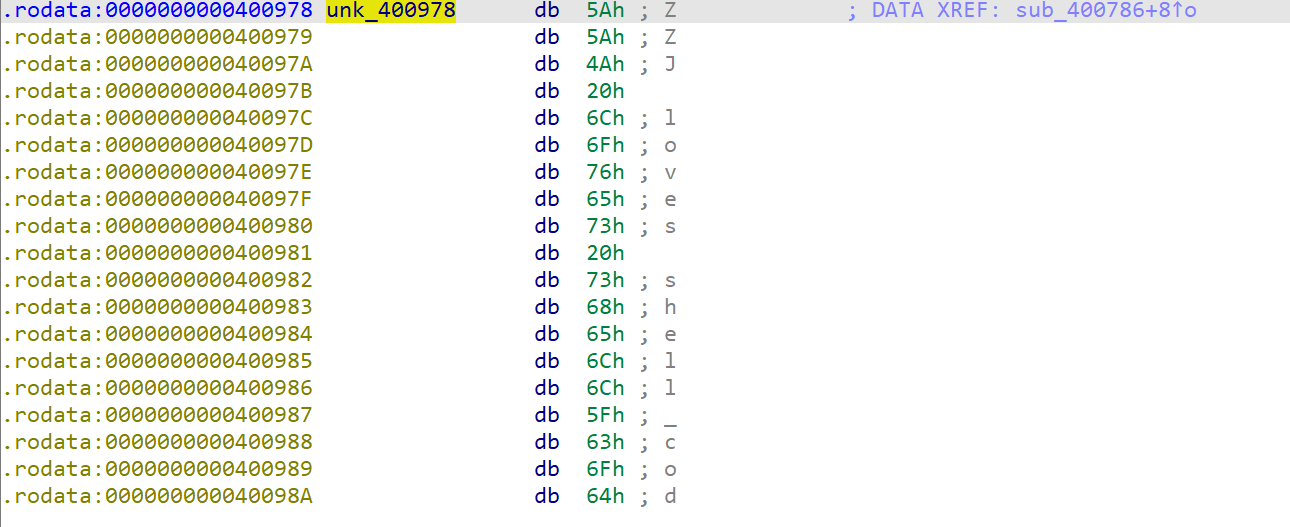 .rodata:0000000000400978 unk_400978 db 5Ah ; Z ; DATA XREF: sub_400786+8↑o
.rodata:0000000000400979 db 5Ah ; Z
.rodata:000000000040097A db 4Ah ; J
.rodata:000000000040097B db 20h
.rodata:000000000040097C db 6Ch ; l
.rodata:000000000040097D db 6Fh ; o
.rodata:000000000040097E db 76h ; v
.rodata:000000000040097F db 65h ; e
.rodata:0000000000400980 db 73h ; s
.rodata:0000000000400981 db 20h
.rodata:0000000000400982 db 73h ; s
.rodata:0000000000400983 db 68h ; h
.rodata:0000000000400984 db 65h ; e
.rodata:0000000000400985 db 6Ch ; l
.rodata:0000000000400986 db 6Ch ; l
.rodata:0000000000400987 db 5Fh ; _
.rodata:0000000000400988 db 63h ; c
.rodata:0000000000400989 db 6Fh ; o
.rodata:000000000040098A db 64h ; d